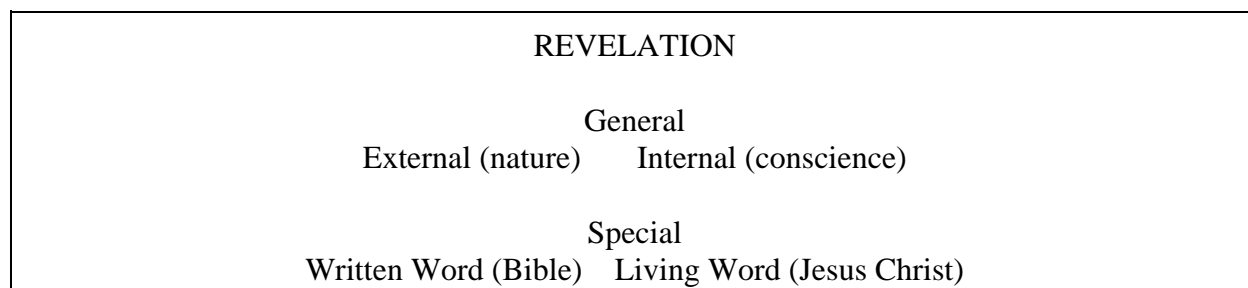 REVELATION
General
External (nature) Internal (conscience)
Special
Written Word (Bible) Living Word (Jesus Christ)